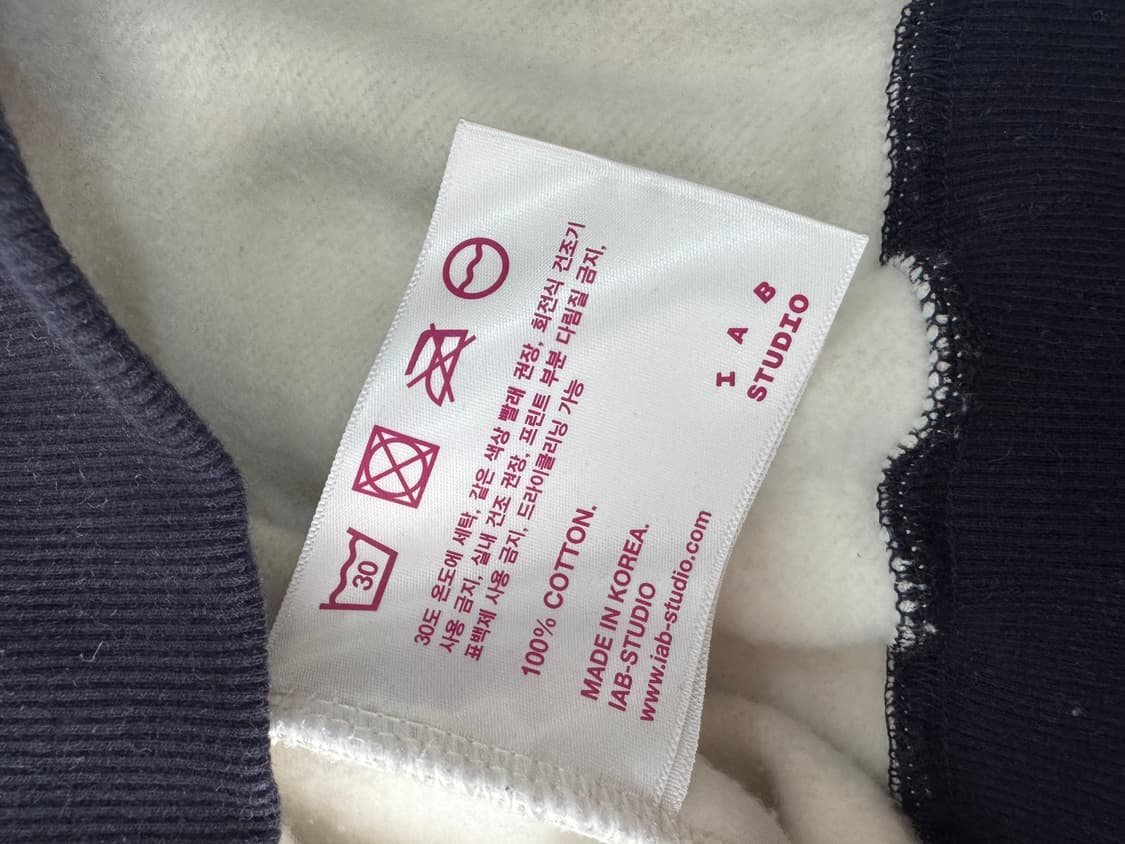 30
30도 온도에 세탁, 같은 색상 빨래 권장, 회전식 건조기
사용 금지, 실내 건조 권장, 프린트 부분 다림질 금지,
표백제 사용 금지, 드라이클리닝 가능
100% COTTON.
MADE IN KOREA.
IAB-STUDIO
www.iab-studio.com
I A B
STUDIO